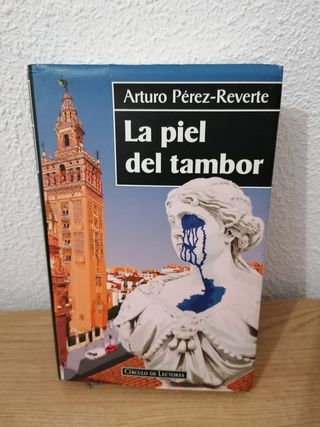 Arturo Pérez-Reverte
La piel
del tambor
CÍRCULO DE LECTORES